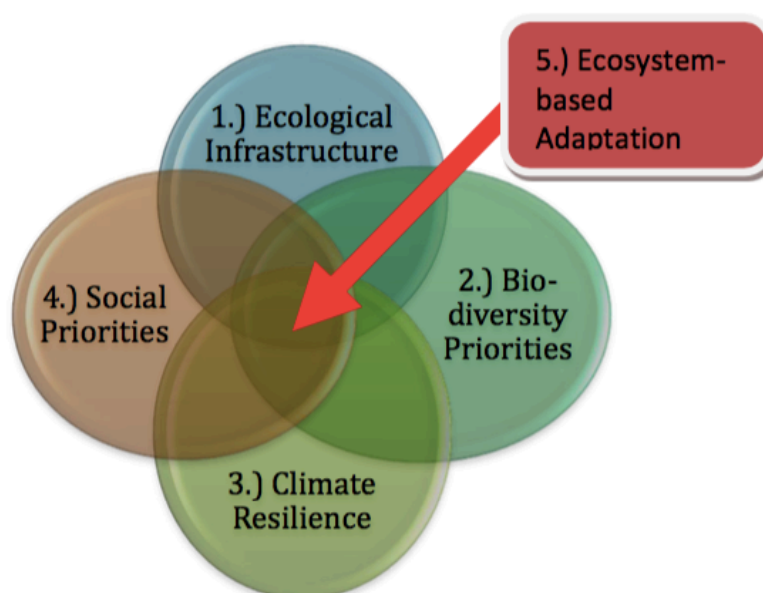 1.) Ecological
Infrastructure
2.) Bio-
diversity
Priorities
3.) Climate
Resilience
4.) Social
Priorities
5.) Ecosystem-
based
Adaptation